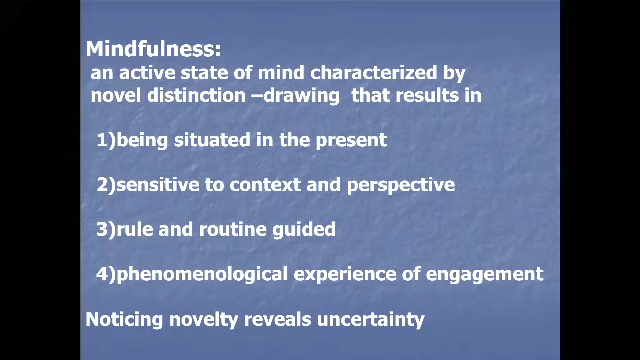 Mindfulness:
an active state of mind characterized by
novel distinction –drawing that results in
1)being situated in the present
2)sensitive to context and perspective
3)rule and routine guided
4)phenomenological experience of engagement
Noticing novelty reveals uncertainty